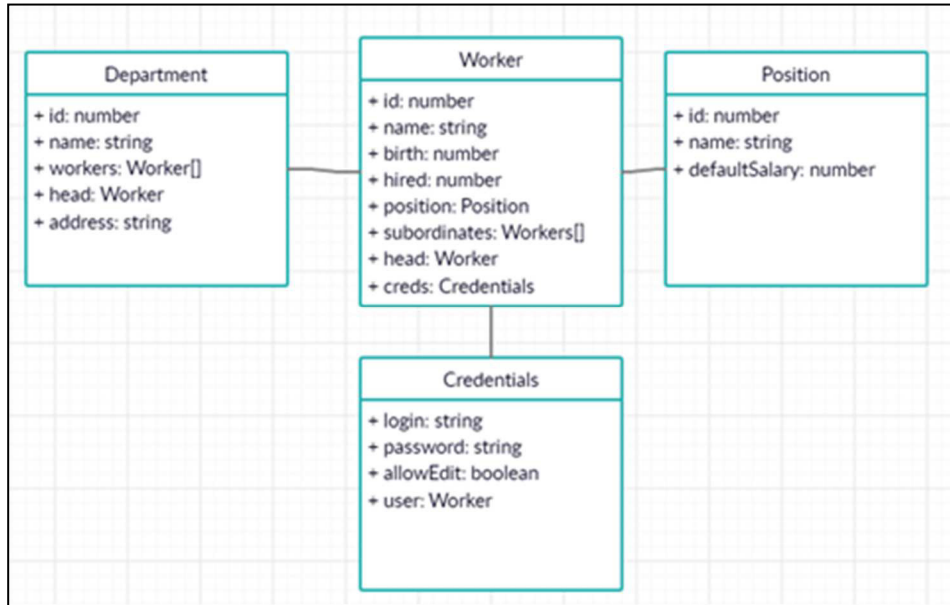 Department
+ id: number
+ name: string
+ workers: Worker[]
+ head: Worker
+ address: string
Worker
+ id: number
+ name: string
+ birth: number
+ hired: number
+ position: Position
+ subordinates: Workers[]
+ head: Worker
+ creds: Credentials
Position
+ id: number
+ name: string
+ defaultSalary: number
Credentials
+ login: string
+ password: string
+ allowEdit: boolean
+ user: Worker